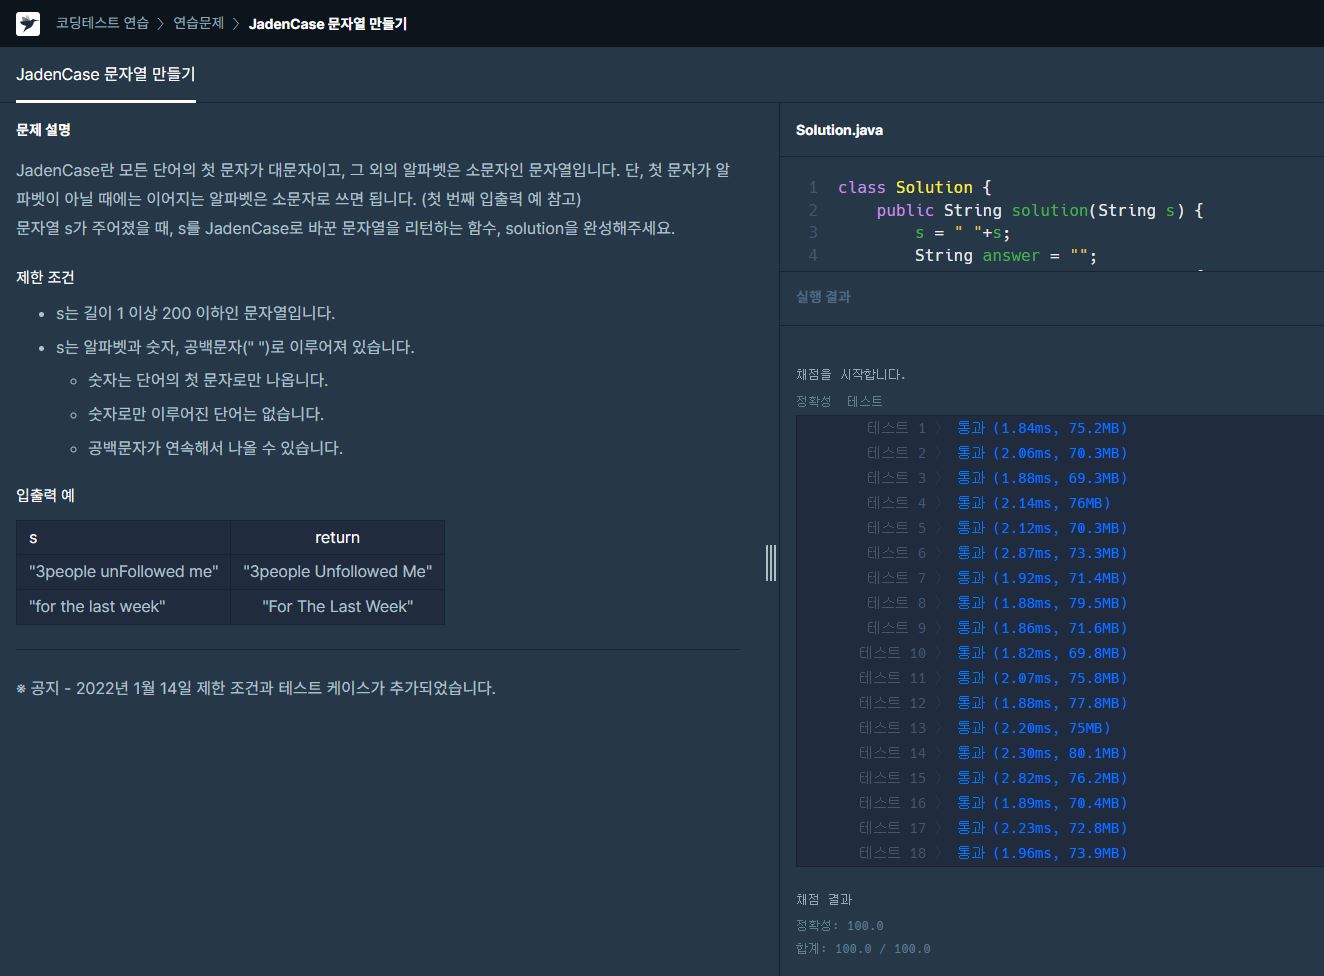 코딩테스트 연습 > 연습문제 > JadenCase 문자열 만들기
JadenCase 문자열 만들기
문제 설명
JadenCase란 모든 단어의 첫 문자가 대문자이고, 그 외의 알파벳은 소문자인 문자열입니다. 단, 첫 문자가 알
파벳이 아닐 때에는 이어지는 알파벳은 소문자로 쓰면 됩니다. (첫 번째 입출력 예 참고)
문자열 s가 주어졌을 때, s를 JadenCase로 바꾼 문자열을 리턴하는 함수, solution을 완성해주세요.
제한 조건
• s는 길이 1 이상 200 이하인 문자열입니다.
• s는 알파벳과 숫자, 공백문자(" ")로 이루어져 있습니다.
◦ 숫자는 단어의 첫 문자로만 나옵니다.
◦ 숫자로만 이루어진 단어는 없습니다.
◦ 공백문자가 연속해서 나올 수 있습니다.
입출력 예
s return
"3people unFollowed me" "3people Unfollowed Me"
"for the last week" "For The Last Week"
※ 공지 - 2022년 1월 14일 제한 조건과 테스트 케이스가 추가되었습니다.
Solution.java
1 class Solution {
2 public String solution(String s) {
3 s = " "+s;
4 String answer = "";
실행 결과
채점을 시작합니다.
정확성 테스트
테스트 1 > 통과 (1.84ms, 75.2MB)
테스트 2 > 통과 (2.06ms, 70.3MB)
테스트 3 > 통과 (1.88ms, 69.3MB)
테스트 4 > 통과 (2.14ms, 76MB)
테스트 5 > 통과 (2.12ms, 70.3MB)
테스트 6 > 통과 (2.87ms, 73.3MB)
테스트 7 > 통과 (1.92ms, 71.4MB)
테스트 8 > 통과 (1.88ms, 79.5MB)
테스트 9 > 통과 (1.86ms, 71.6MB)
테스트 10 > 통과 (1.82ms, 69.8MB)
테스트 11 > 통과 (2.07ms, 75.8MB)
테스트 12 > 통과 (1.88ms, 77.8MB)
테스트 13 > 통과 (2.20ms, 75MB)
테스트 14 > 통과 (2.30ms, 80.1MB)
테스트 15 > 통과 (2.82ms, 76.2MB)
테스트 16 > 통과 (1.89ms, 70.4MB)
테스트 17 > 통과 (2.23ms, 72.8MB)
테스트 18 > 통과 (1.96ms, 73.9MB)
채점 결과
정확성: 100.0
합계: 100.0 / 100.0